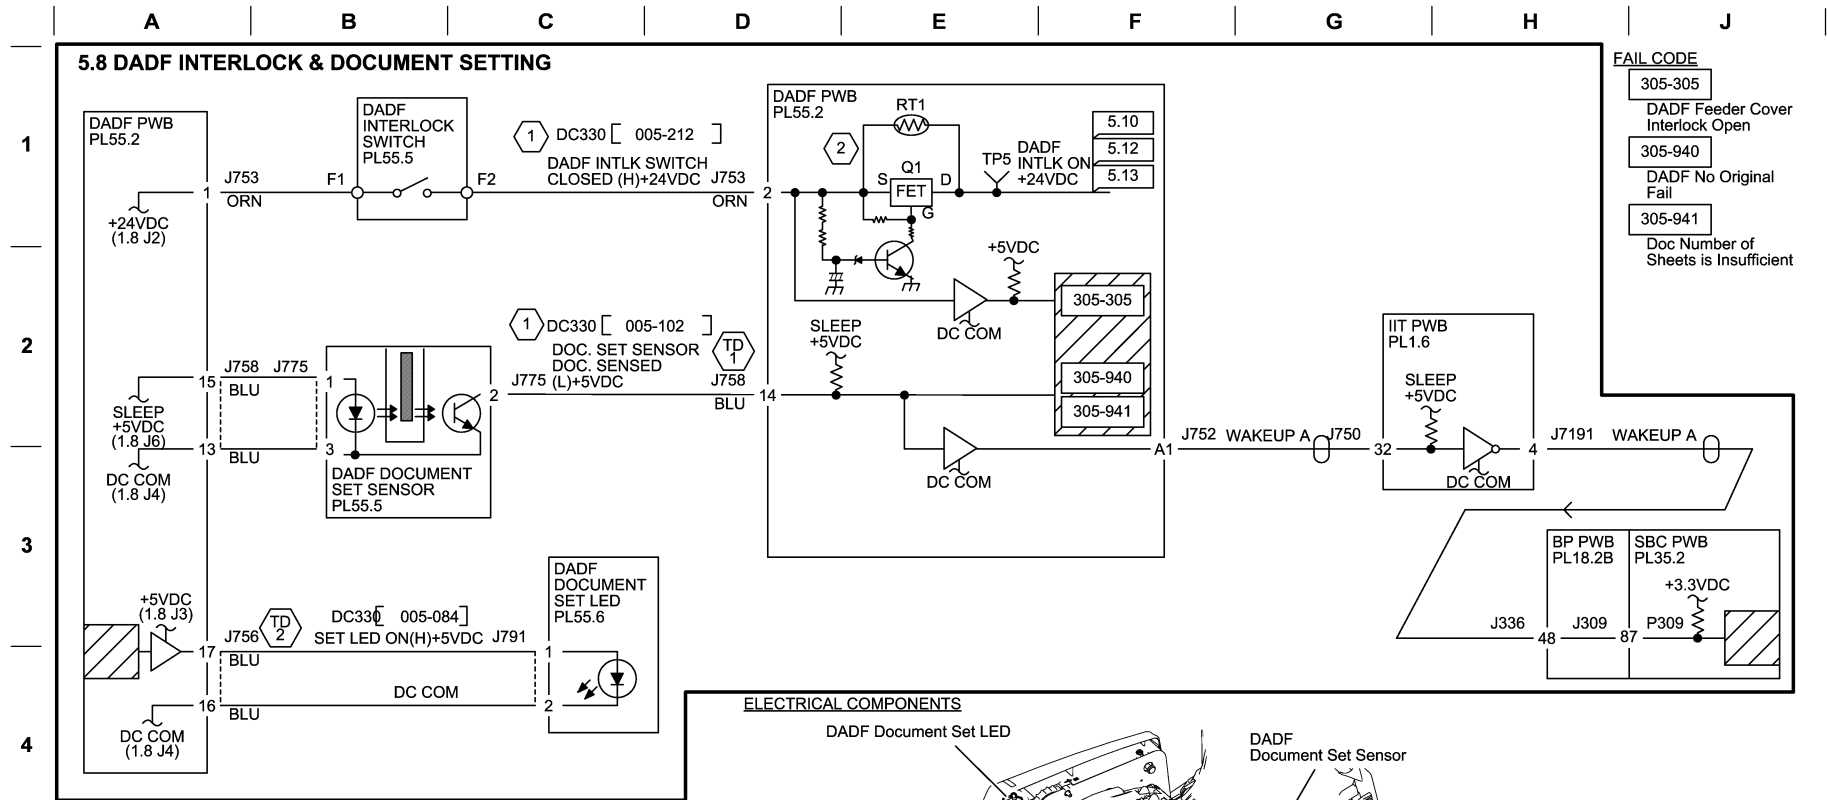 A B C D E F G H J
1
2
3
4
5.8 DADF INTERLOCK & DOCUMENT SETTING
DADF PWB
PL55.2
J753
1
ORN
+24VDC
(1.8 J2)
DADF
INTERLOCK
SWITCH
PL55.5
F1
F2
1
DC330 [ 005-212 ]
DADF INTLK SWITCH
CLOSED (H)+24VDC
J753
ORN
2
DADF PWB
PL55.2
2
RT1
Q1
S
D
FET
G
TP5
DADF
INTLK ON
+24VDC
5.10
5.12
5.13
+5VDC
DC COM
305-305
305-940
305-941
SLEEP
+5VDC
DC COM
A1
J758
J775
15
BLU
SLEEP
+5VDC
(1.8 J6)
13
BLU
DC COM
(1.8 J4)
1
3
2
DADF DOCUMENT
SET SENSOR
PL55.5
1
DC330 [ 005-102 ]
DOC. SET SENSOR
DOC. SENSED
(L)+5VDC
J775
TD
1
J758
BLU
14
J752
WAKEUP A
J750
32
IIT PWB
PL1.6
SLEEP
+5VDC
DC COM
4
J7191
WAKEUP A
BP PWB
PL18.2B
SBC PWB
PL35.2
+3.3VDC
J336
48
J309
87
P309
+5VDC
(1.8 J3)
17
J756
BLU
TD
2
DC330 [ 005-084 ]
SET LED ON(H)+5VDC
J791
1
DADF
DOCUMENT
SET LED
PL55.6
16
BLU
DC COM
2
DC COM
(1.8 J4)
FAIL CODE
305-305
DADF Feeder Cover
Interlock Open
305-940
DADF No Original
Fail
305-941
Doc Number of
Sheets is Insufficient
ELECTRICAL COMPONENTS
DADF Document Set LED
DADF
Document Set Sensor